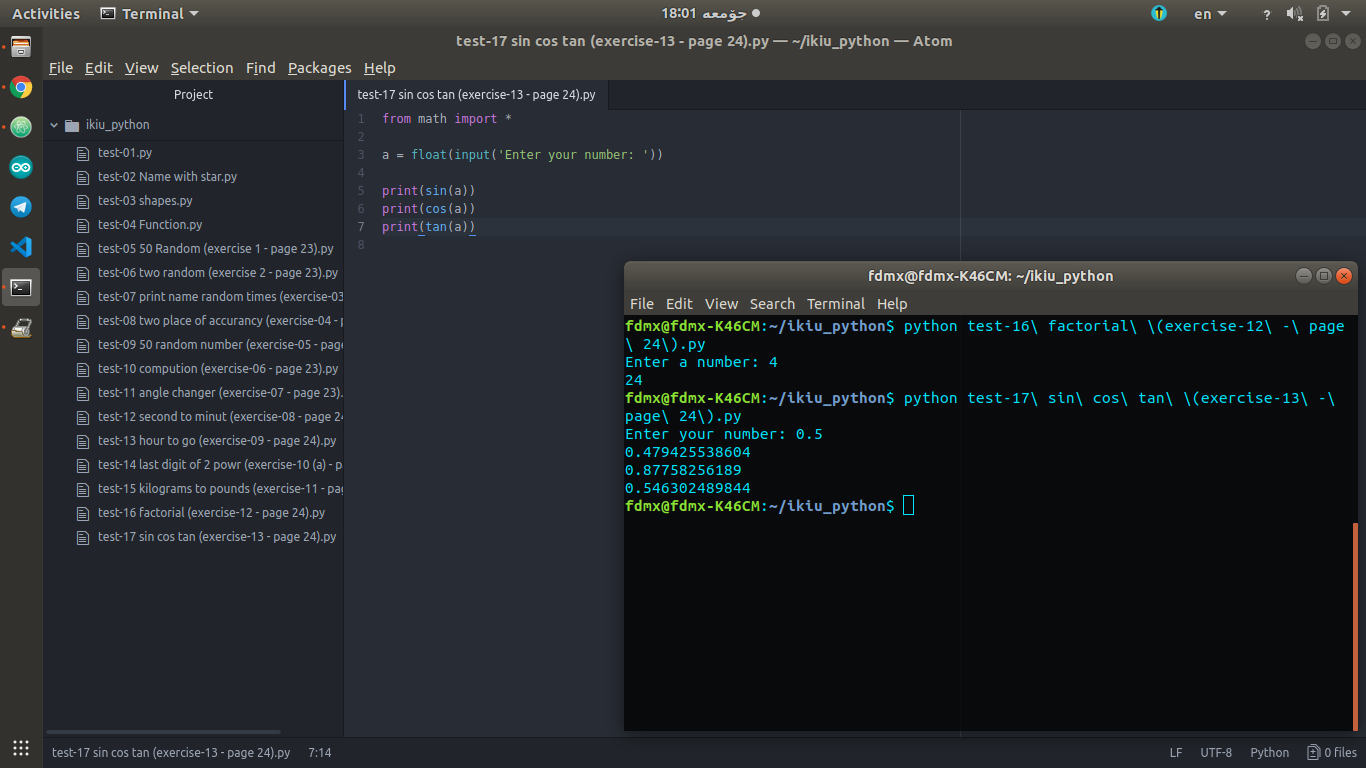 Activities
Terminal
جۆمعه 18:01
en
?
test-17 sin cos tan (exercise-13 - page 24).py — ~/ikiu_python — Atom
File Edit View Selection Find Packages Help
Project
ikiu_python
test-01.py
test-02 Name with star.py
test-03 shapes.py
test-04 Function.py
test-05 50 Random (exercise 1 - page 23).py
test-06 two random (exercise 2 - page 23).py
test-07 print name random times (exercise-03
test-08 two place of accurancy (exercise-04 -
test-09 50 random number (exercise-05 - page
test-10 compution (exercise-06 - page 23).py
test-11 angle changer (exercise-07 - page 23).
test-12 second to minut (exercise-08 - page 24
test-13 hour to go (exercise-09 - page 24).py
test-14 last digit of 2 powr (exercise-10 (a) - p
test-15 kilograms to pounds (exercise-11 - pag
test-16 factorial (exercise-12 - page 24).py
test-17 sin cos tan (exercise-13 - page 24).py
test-17 sin cos tan (exercise-13 - page 24).py
1 from math import *
2
3 a = float(input('Enter your number: '))
4
5 print(sin(a))
6 print(cos(a))
7 print(tan(a))
8
fdmx@fdmx-K46CM: ~/ikiu_python
File Edit View Search Terminal Help
fdmx@fdmx-K46CM:~/ikiu_python$ python test-16\ factorial\ \(exercise-12\ -\ page
\ 24\).py
Enter a number: 4
24
fdmx@fdmx-K46CM:~/ikiu_python$ python test-17\ sin\ cos\ tan\ \(exercise-13\ -\
page\ 24\).py
Enter your number: 0.5
0.479425538604
0.87758256189
0.546302489844
fdmx@fdmx-K46CM:~/ikiu_python$
test-17 sin cos tan (exercise-13 - page 24).py 7:14
LF UTF-8 Python 0 files